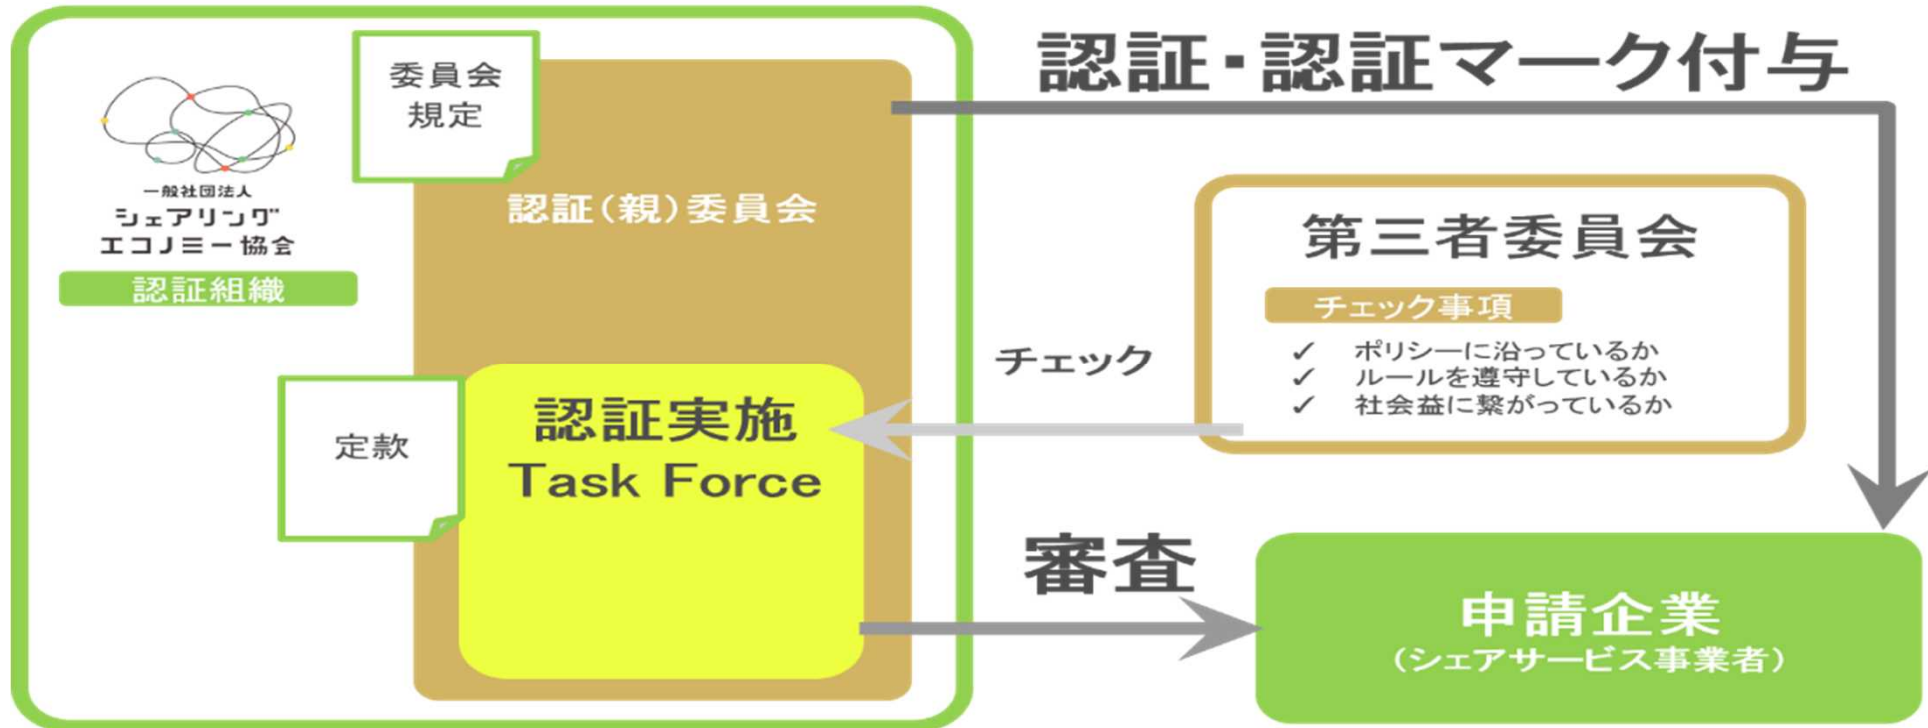 委員会
規定
一般社団法人
シェアリング
エコノミー協会
認証組織
認証(親)委員会
定款
認証実施
Task Force
認証・認証マーク付与
第三者委員会
チェック事項
✓ ポリシーに沿っているか
✓ ルールを遵守しているか
✓ 社会益に繋がっているか
チェック
審査
申請企業
(シェアサービス事業者)